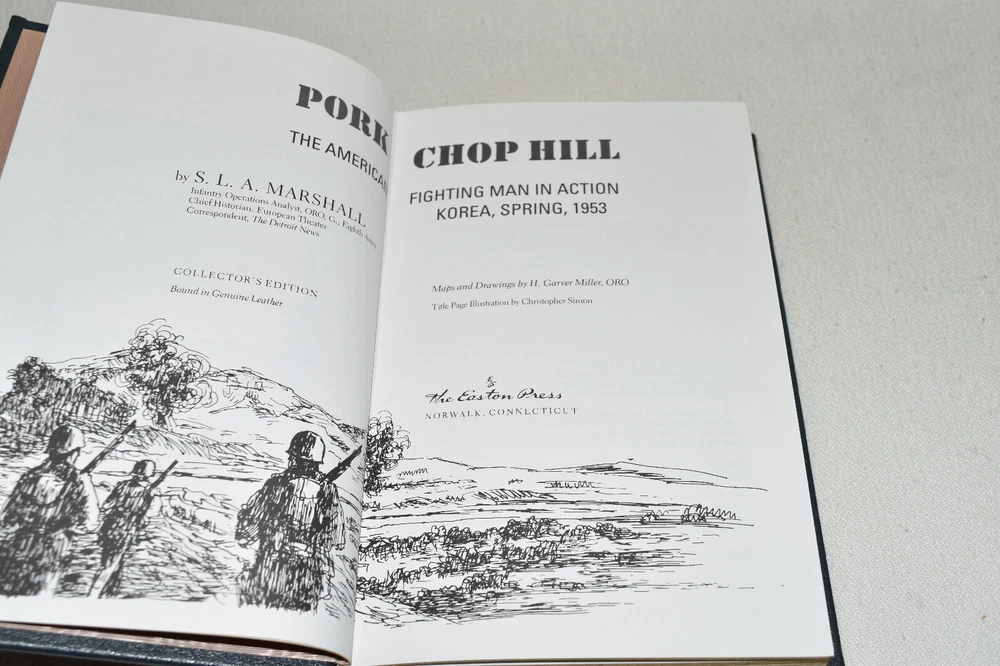 PORK CHOP HILL
THE AMERICAN FIGHTING MAN IN ACTION
KOREA, SPRING, 1953
by S. L. A. MARSHALL
Infantry Operations Analyst, ORO, G., Eighth Army
Chief Historian, European Theater
Correspondent, The Detroit News
COLLECTOR'S EDITION
Bound in Genuine Leather
Maps and Drawings by H. Garver Miller, ORO
Title Page Illustration by Christopher Simon
The Easton Press
NORWALK, CONNECTICUT